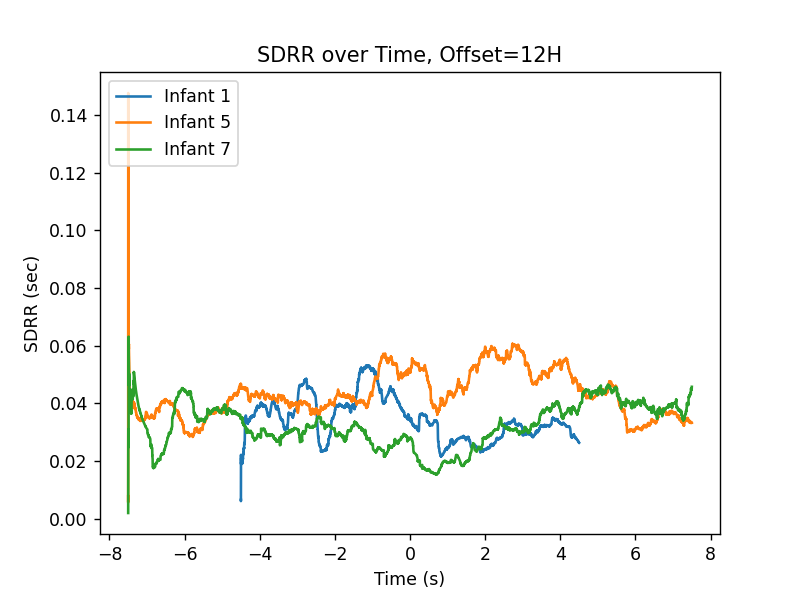 SDRR over Time, Offset=12H
Infant 1
Infant 5
Infant 7
0.14
0.12
0.10
0.08
0.06
0.04
0.02
0.00
SDRR (sec)
−8
−6
−4
−2
0
2
4
6
8
Time (s)